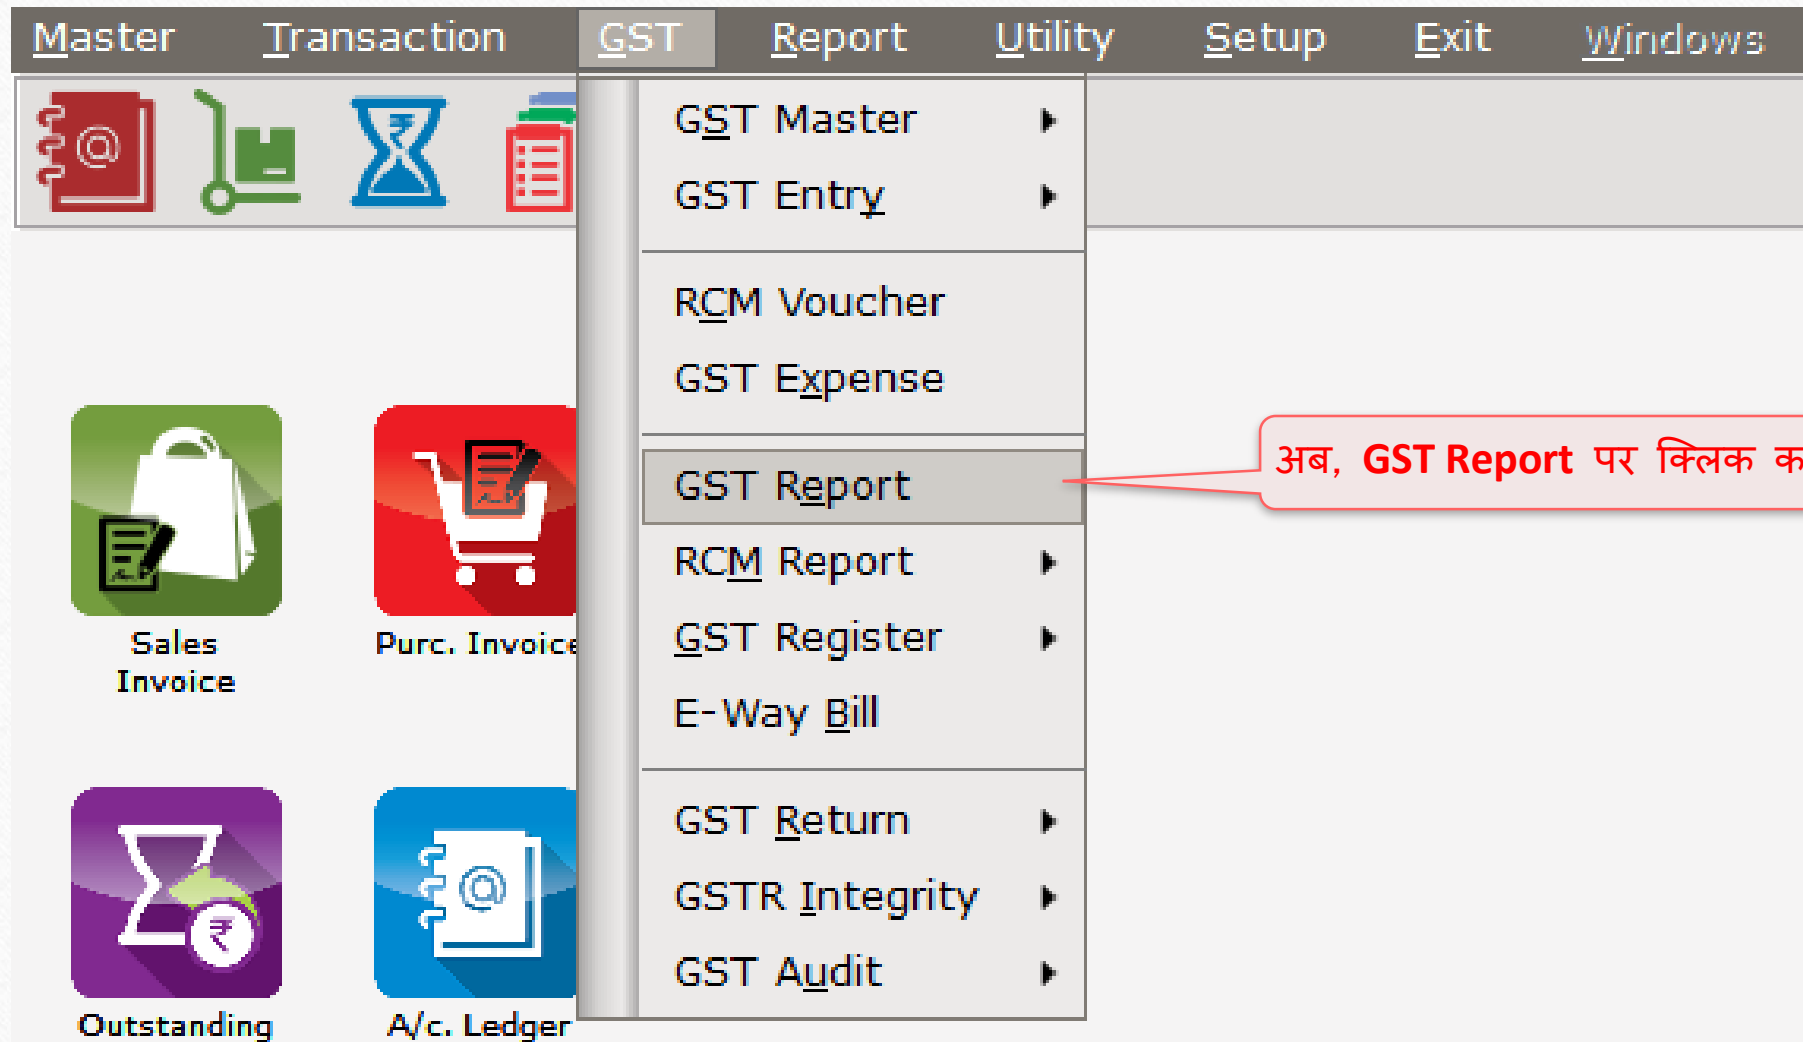 Master Transaction GST Report Utility Setup Exit Windows
GST Master
GST Entry
RCM Voucher
GST Expense
GST Report
अब, GST Report पर क्लिक
RCM Report
GST Register
E-Way Bill
GST Return
GSTR Integrity
GST Audit
Sales
Invoice
Purc. Invoice
Outstanding
A/c. Ledger